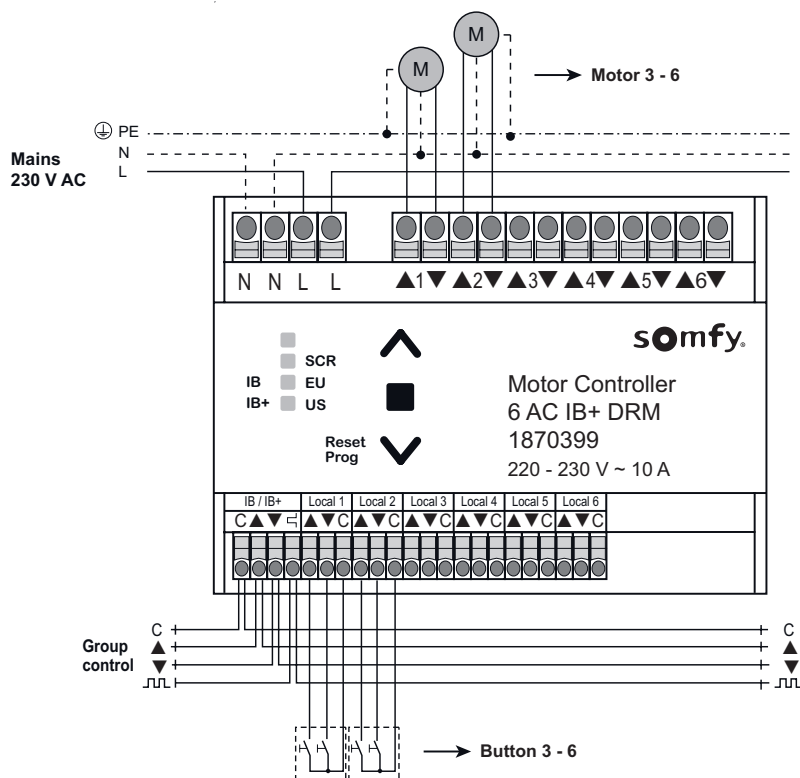 M
M
Motor 3 - 6
PE
N
L
Mains
230 V AC
N N L L ▲1▼ ▲2▼ ▲3▼ ▲4▼ ▲5▼ ▲6▼
somfy.
SCR
IB EU
IB+ US
Reset
Prog
Motor Controller
6 AC IB+ DRM
1870399
220 - 230 V ~ 10 A
IB / IB+ Local 1 Local 2 Local 3 Local 4 Local 5 Local 6
C▲▼ ▲▼C ▲▼C ▲▼C ▲▼C ▲▼C ▲▼C
C C
▲ ▲
Group
control
▼ ▼
Button 3 - 6